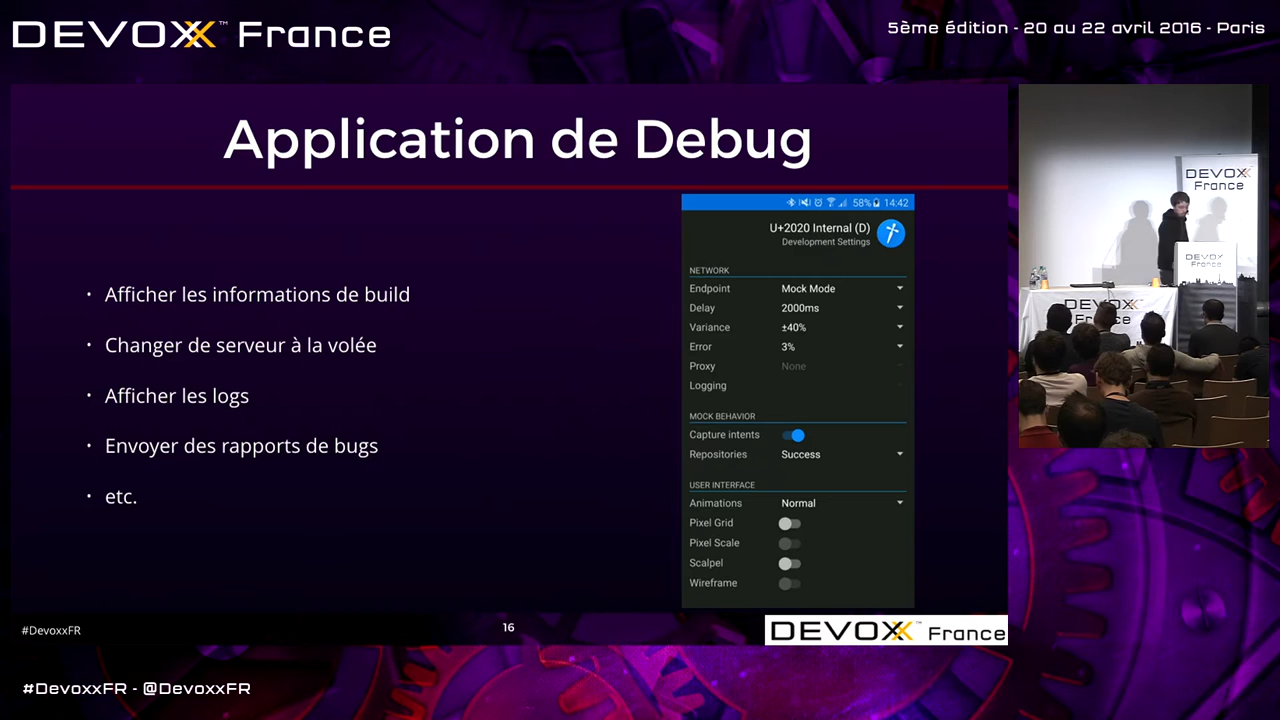 DEVOXX™ France
5ème édition - 20 au 22 avril 2016 - Paris
Application de Debug
• Afficher les informations de build
• Changer de serveur à la volée
• Afficher les logs
• Envoyer des rapports de bugs
• etc.
58% 14:42
U+2020 Internal (D)
Development Settings
NETWORK
Endpoint Mock Mode
Delay 2000ms
Variance ±40%
Error 3%
Proxy None
Logging
MOCK BEHAVIOR
Capture intents
Repositories Success
USER INTERFACE
Animations Normal
Pixel Grid
Pixel Scale
Scalpel
Wireframe
DEVOXX
France
DEVOXX
France
DEVOXX
France
#DevoxxFR
16
DEVOXX™ France
#DevoxxFR - @DevoxxFR